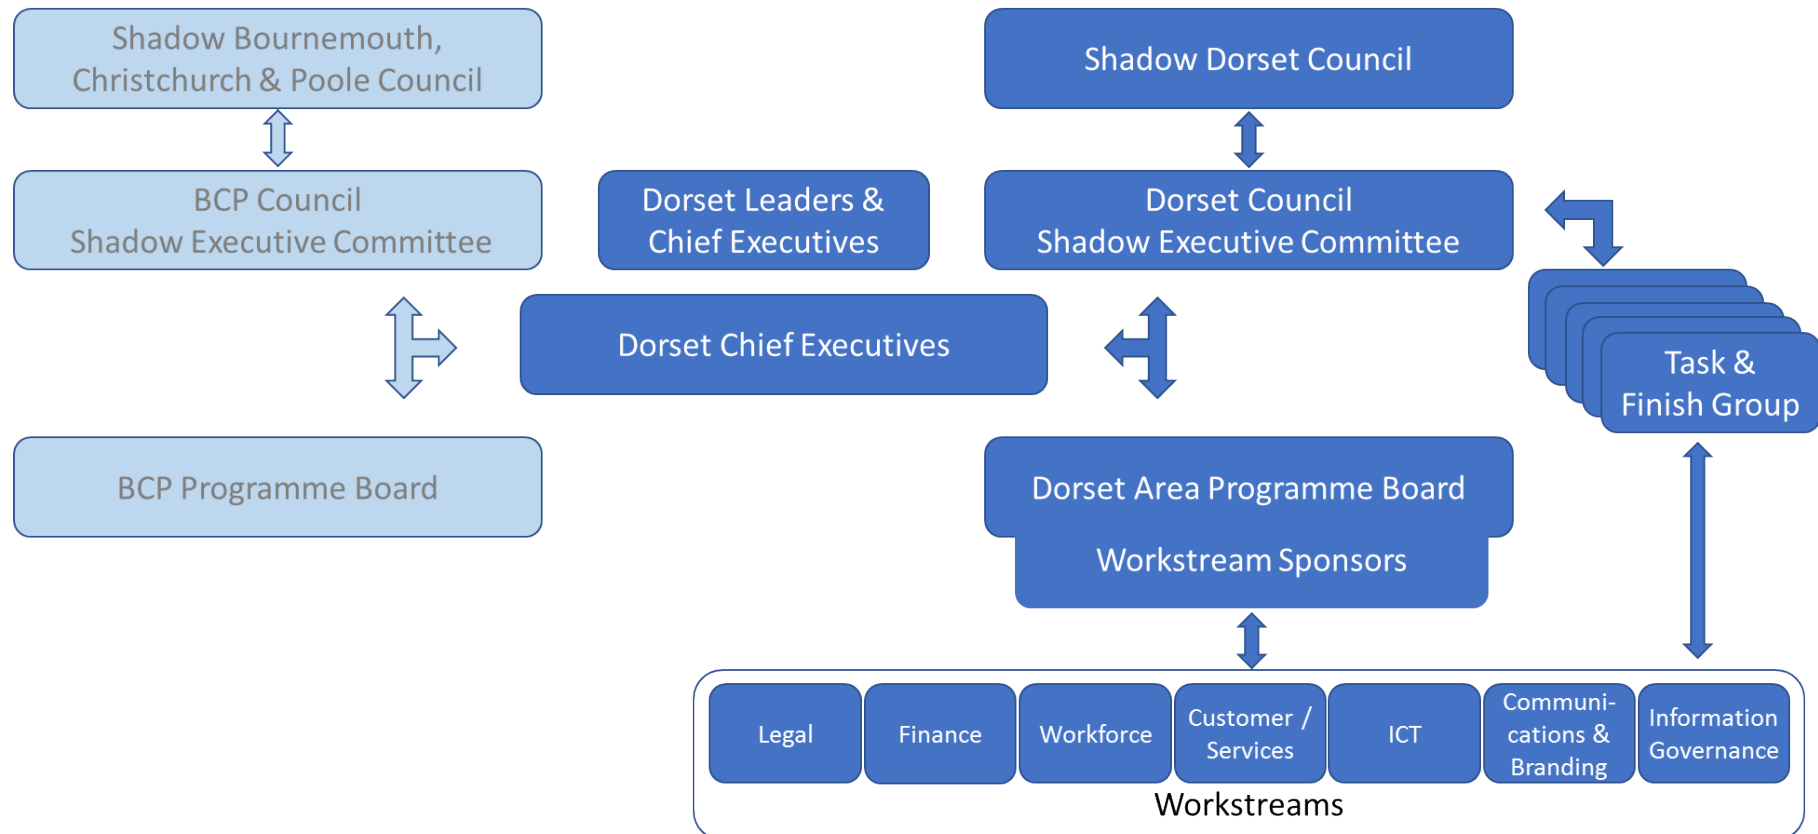 Shadow Bournemouth,
Christchurch & Poole Council
Shadow Dorset Council
BCP Council
Shadow Executive Committee
Dorset Leaders &
Chief Executives
Dorset Council
Shadow Executive Committee
Dorset Chief Executives
Task &
Finish Group
BCP Programme Board
Dorset Area Programme Board
Workstream Sponsors
Legal
Finance
Workforce
Customer /
Services
ICT
Communi-
cations &
Branding
Information
Governance
Workstreams